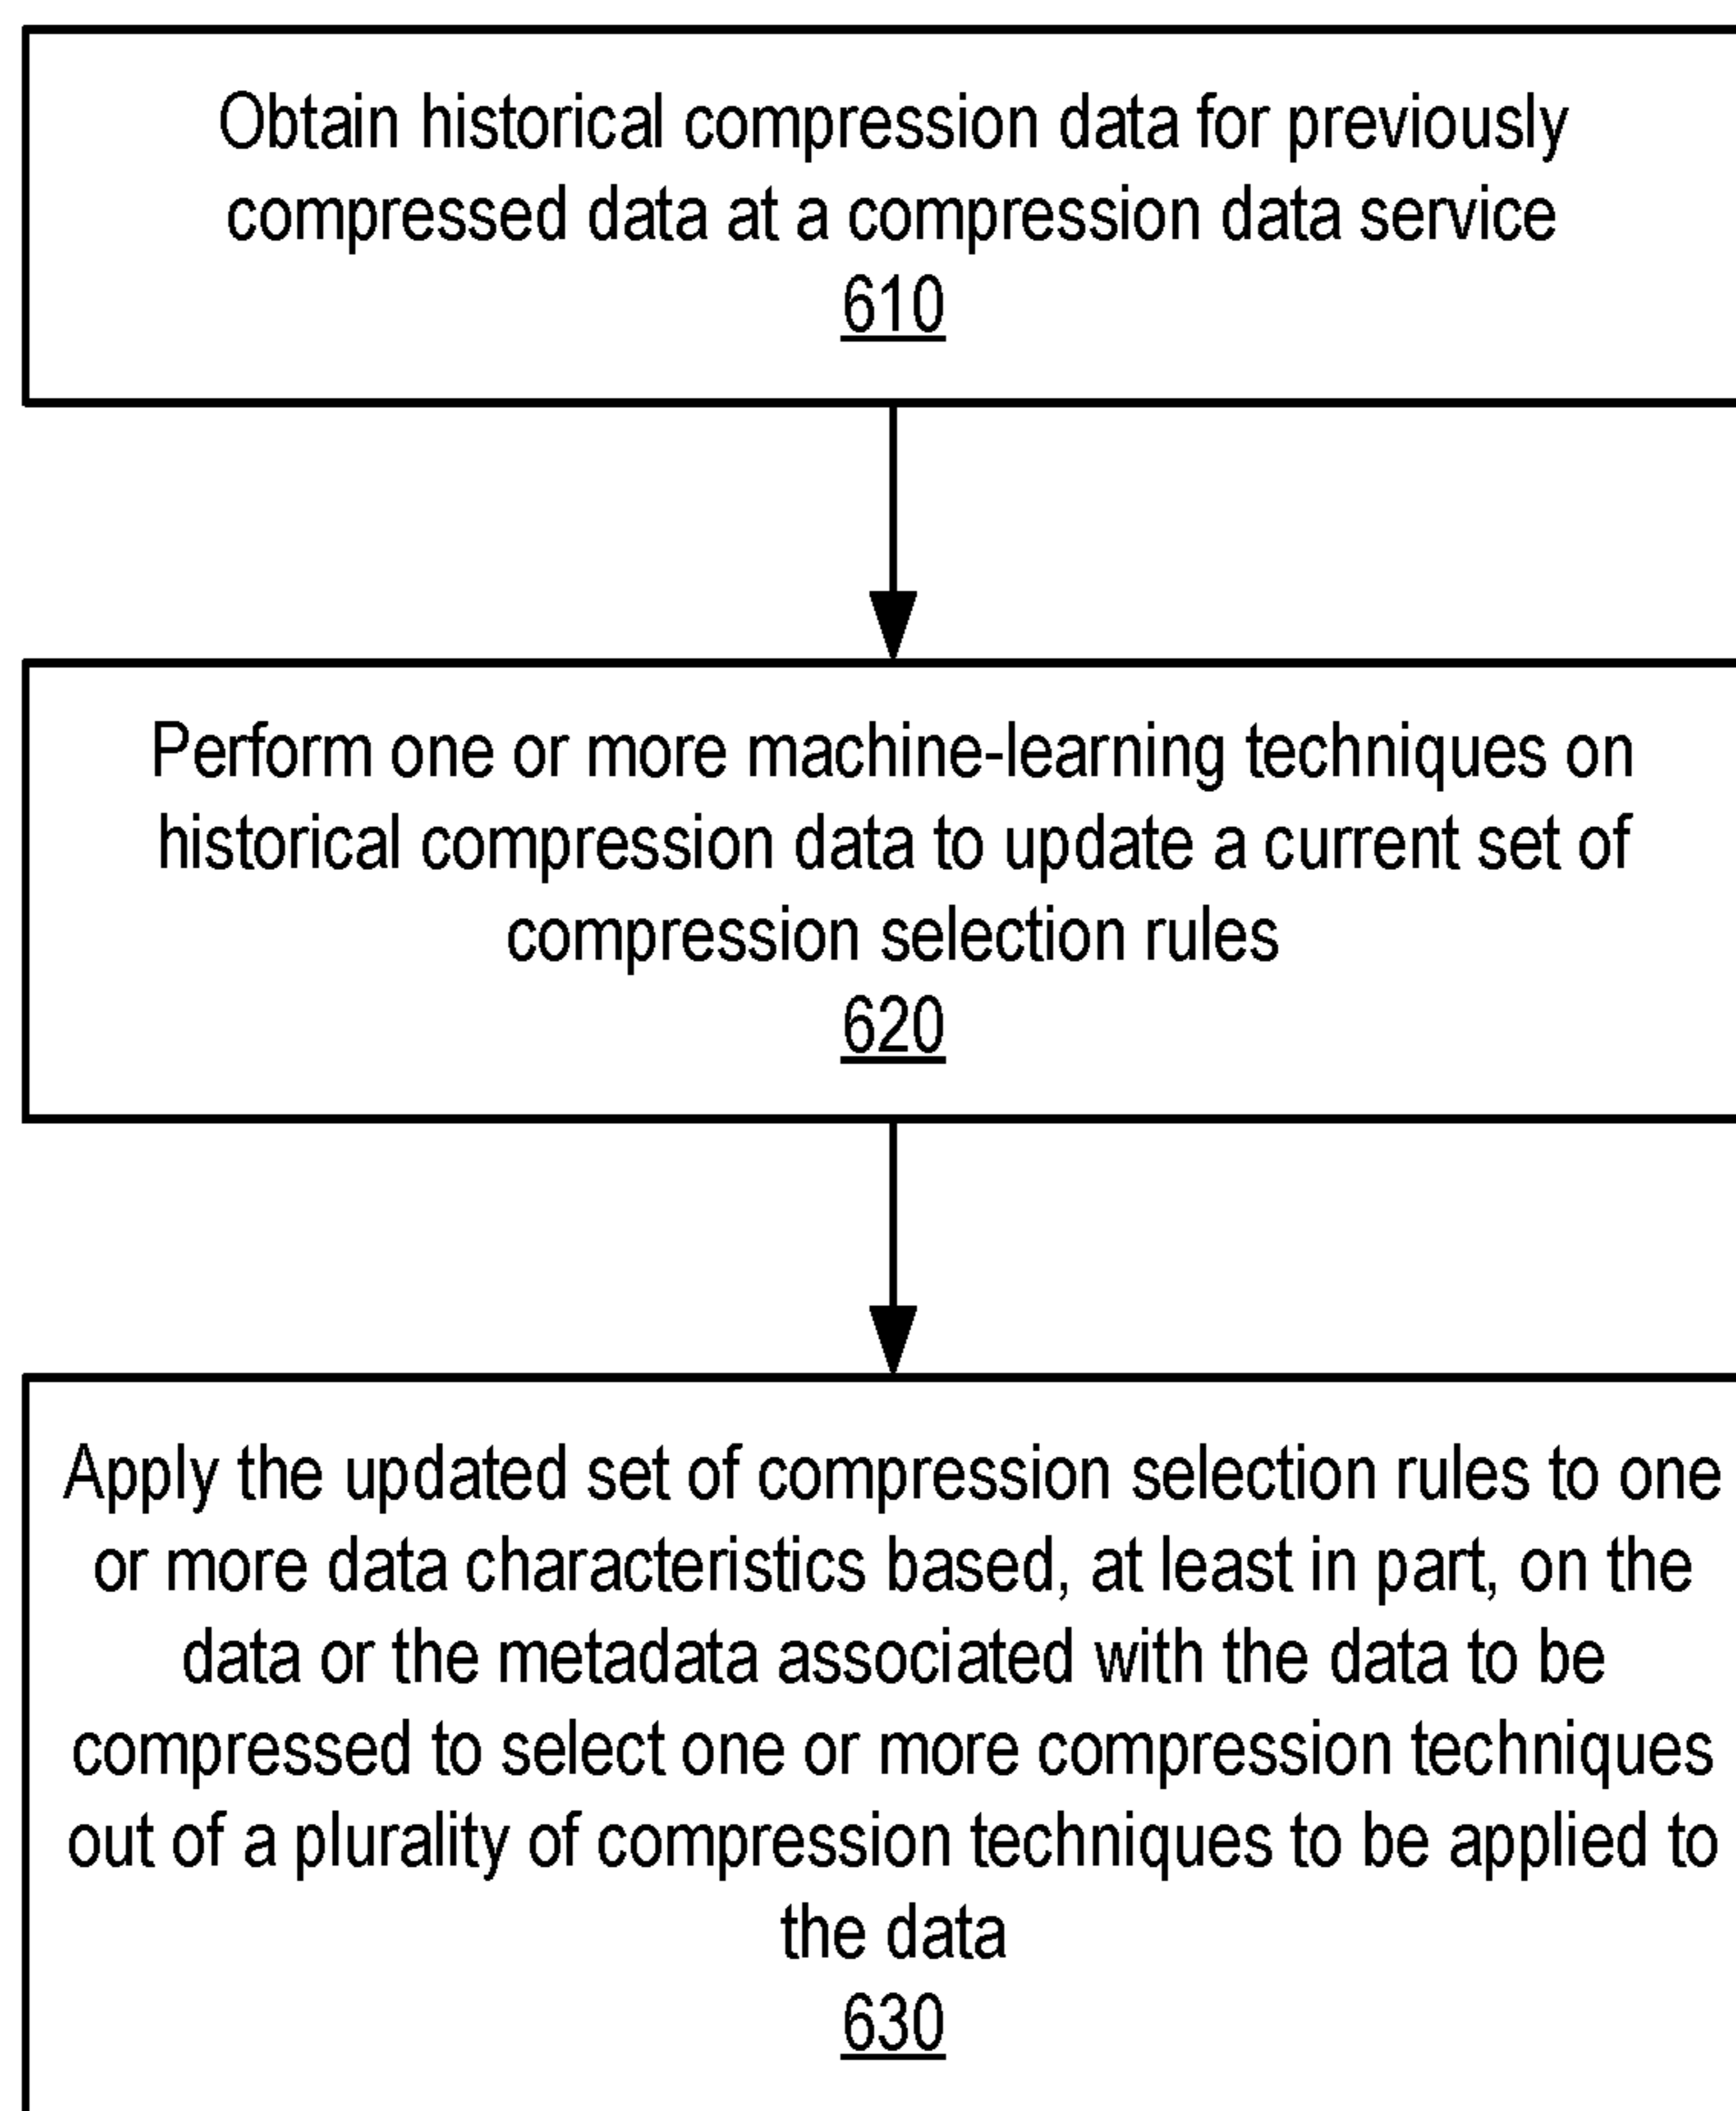 Obtain historical compression data for previously
compressed data at a compression data service
610
Perform one or more machine-learning techniques on
historical compression data to update a current set of
compression selection rules
620
Apply the updated set of compression selection rules to one
or more data characteristics based, at least in part, on the
data or the metadata associated with the data to be
compressed to select one or more compression techniques
out of a plurality of compression techniques to be applied to
the data
630